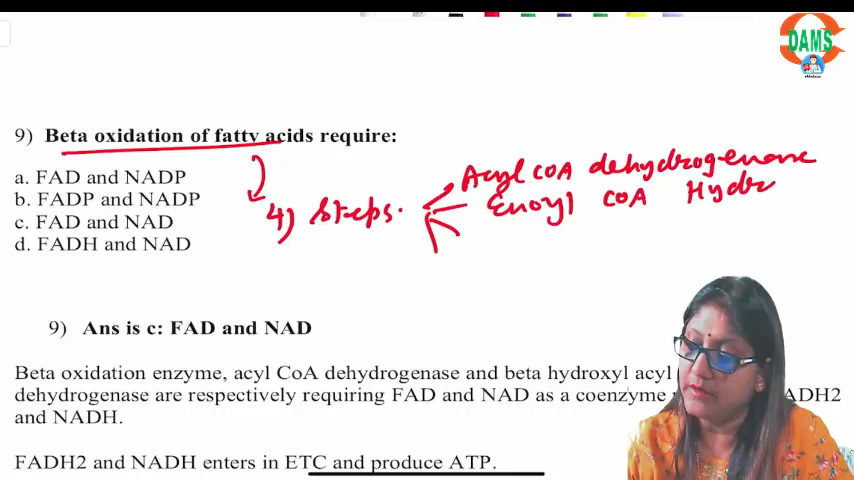 DAMS
eMedicoz
9) Beta oxidation of fatty acids require:
a. FAD and NADP
b. FADP and NADP
c. FAD and NAD
d. FADH and NAD
4) Steps.
Acyl COA dehydrogenase
Enoyl COA Hydr
9) Ans is c: FAD and NAD
Beta oxidation enzyme, acyl CoA dehydrogenase and beta hydroxyl acyl
dehydrogenase are respectively requiring FAD and NAD as a coenzyme ADH2
and NADH.
FADH2 and NADH enters in ETC and produce ATP.